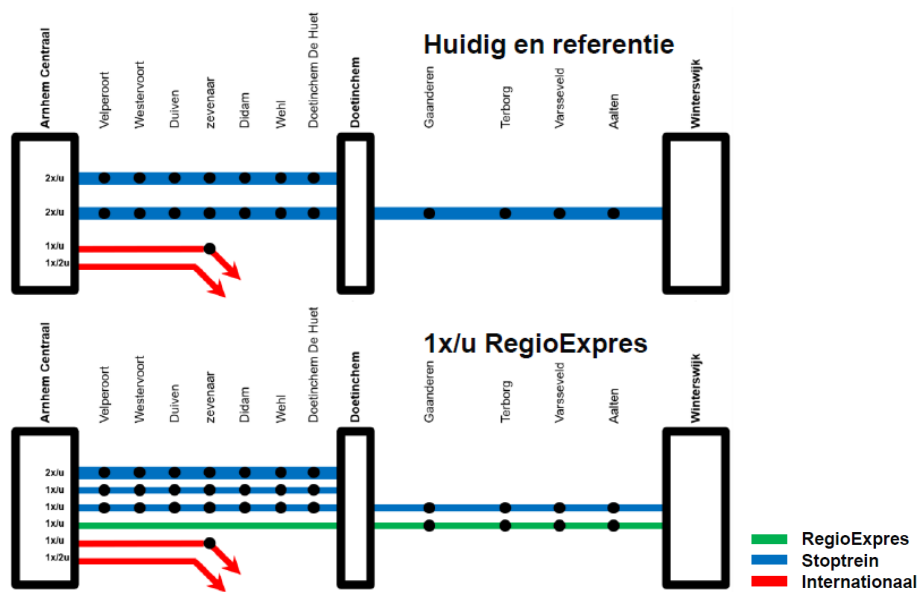 Huidig en referentie
Arnhem Centraal
Velperoort
Westervoort
Duiven
zevenaar
Didam
Wehl
Doetinchem De Huet
Doetinchem
Gaanderen
Terborg
Varsseveld
Aalten
Winterswijk
2x/u
2x/u
1x/u
1x/2u
1x/u RegioExpres
Arnhem Centraal
Velperoort
Westervoort
Duiven
zevenaar
Didam
Wehl
Doetinchem De Huet
Doetinchem
Gaanderen
Terborg
Varsseveld
Aalten
Winterswijk
2x/u
1x/u
1x/u
1x/u
1x/u
1x/2u
RegioExpres
Stoptrein
Internationaal